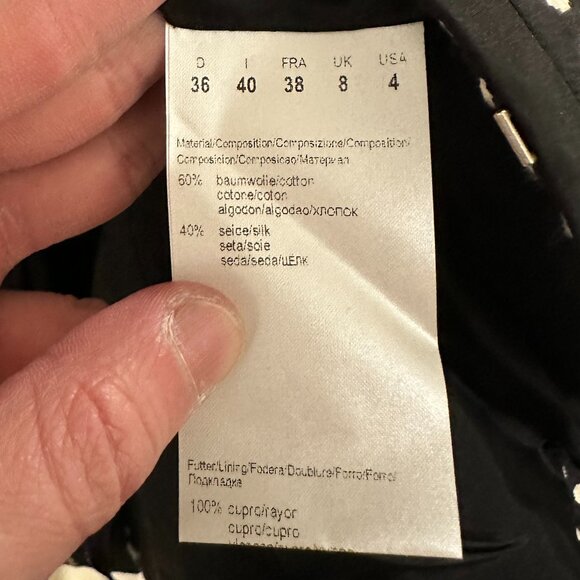 D I FRA UK USA
36 40 38 8 4
Material/Composition/Composizione/Composition/
Composicion/Composicao/Материал
60% baumwolle/cotton
cotone/coton
algodon/algodao/хлопок
40% seide/silk
seta/soie
seda/seda/шелк
Futter/Lining/Fodera/Doublure/Forro/Forro/
Подкладка
100% cupro/rayon
cupro/cupro